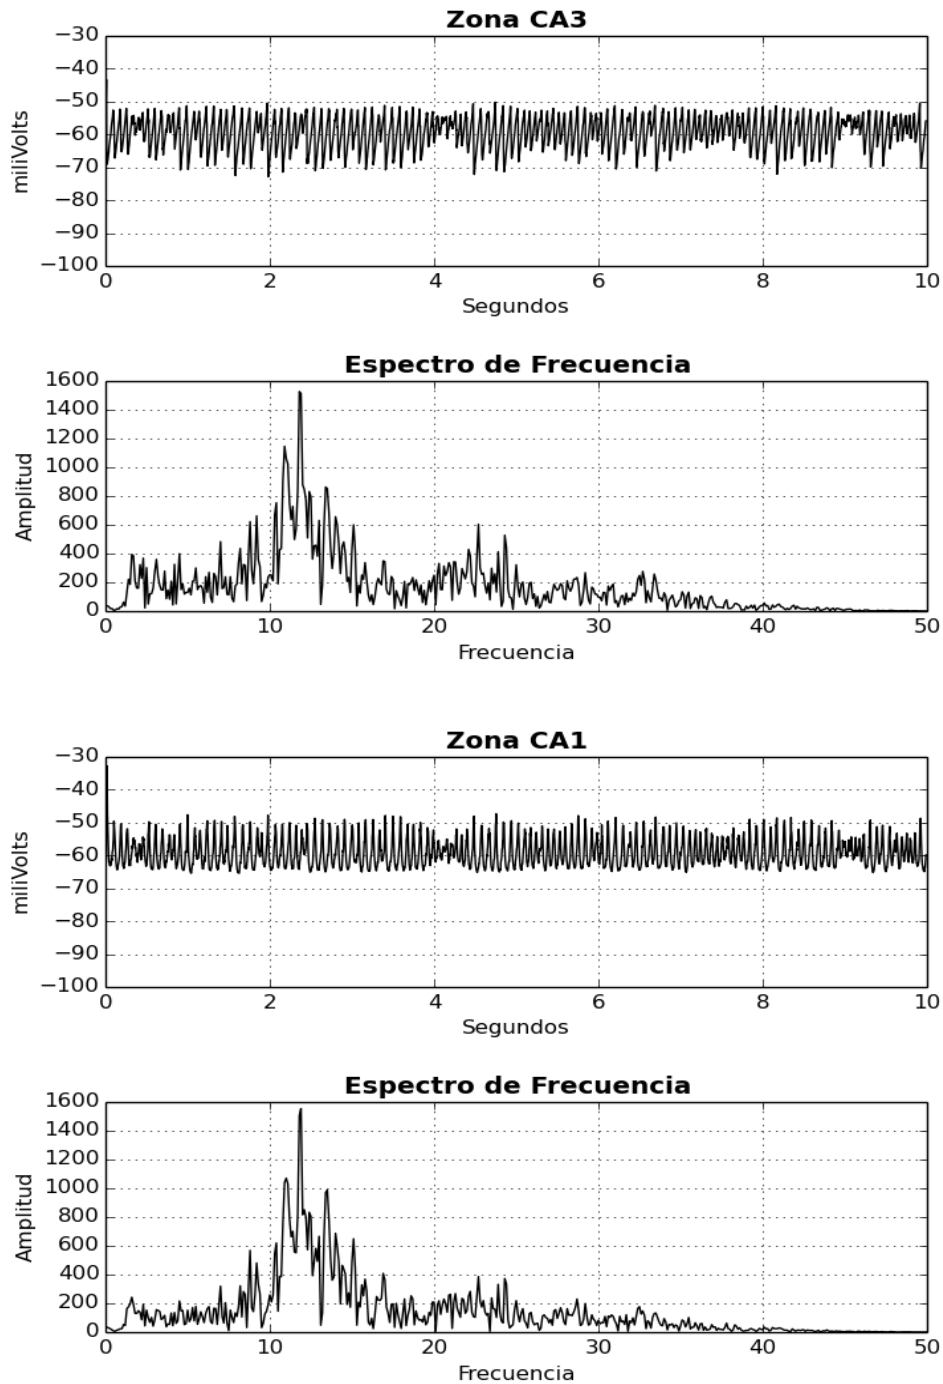 Zona CA3
−30
−40
−50
−60
−70
−80
−90
−100
miliVolts
0 2 4 6 8 10
Segundos
Espectro de Frecuencia
1600
1400
1200
1000
800
600
400
200
0
Amplitud
0 10 20 30 40 50
Frecuencia
Zona CA1
−30
−40
−50
−60
−70
−80
−90
−100
miliVolts
0 2 4 6 8 10
Segundos
Espectro de Frecuencia
1600
1400
1200
1000
800
600
400
200
0
Amplitud
0 10 20 30 40 50
Frecuencia